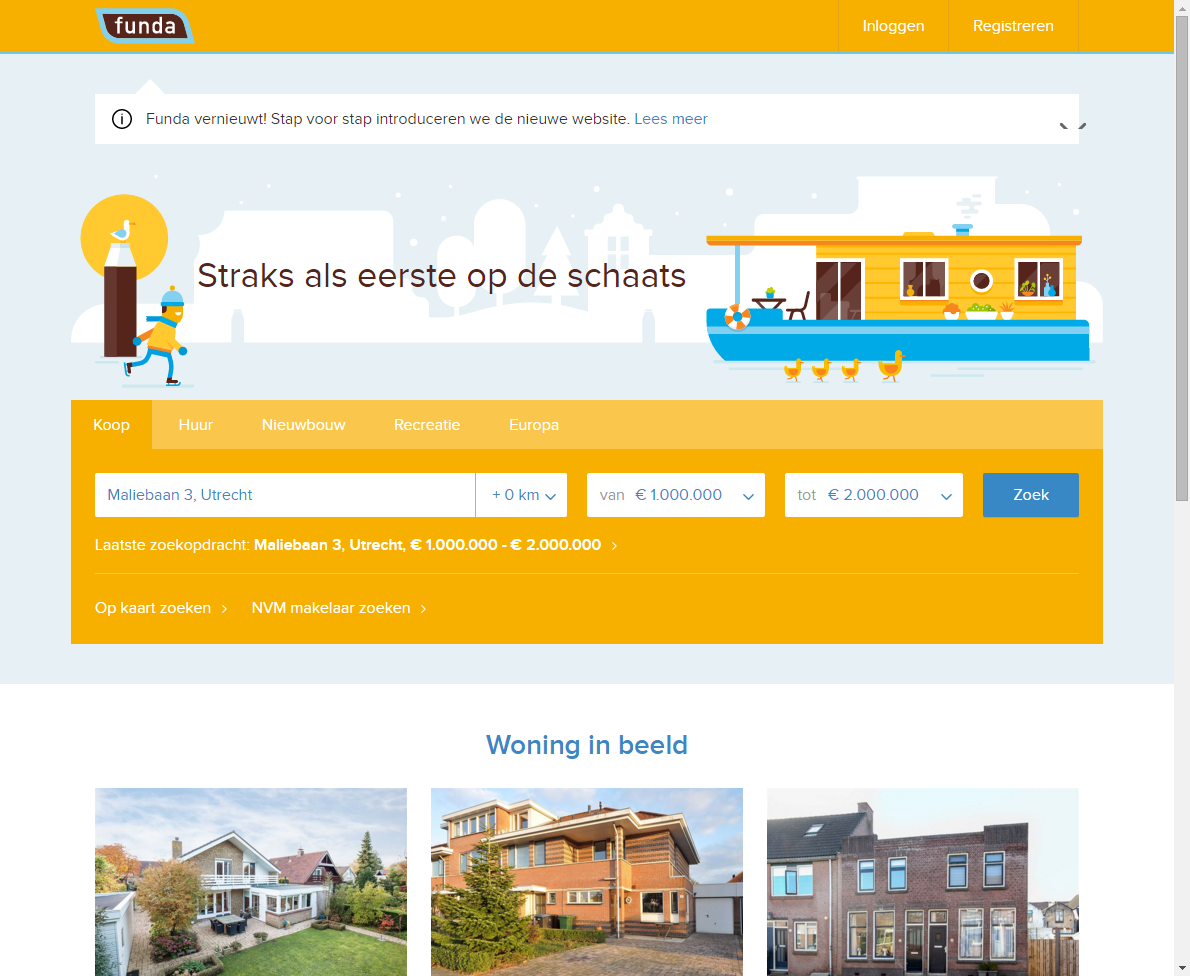 funda
Inloggen
Registreren
Funda vernieuwt! Stap voor stap introduceren we de nieuwe website. Lees meer
Straks als eerste op de schaats
Koop
Huur
Nieuwbouw
Recreatie
Europa
Maliebaan 3, Utrecht
+ 0 km
van € 1.000.000
tot € 2.000.000
Zoek
Laatste zoekopdracht: Maliebaan 3, Utrecht, € 1.000.000 - € 2.000.000
Op kaart zoeken
NVM makelaar zoeken
Woning in beeld